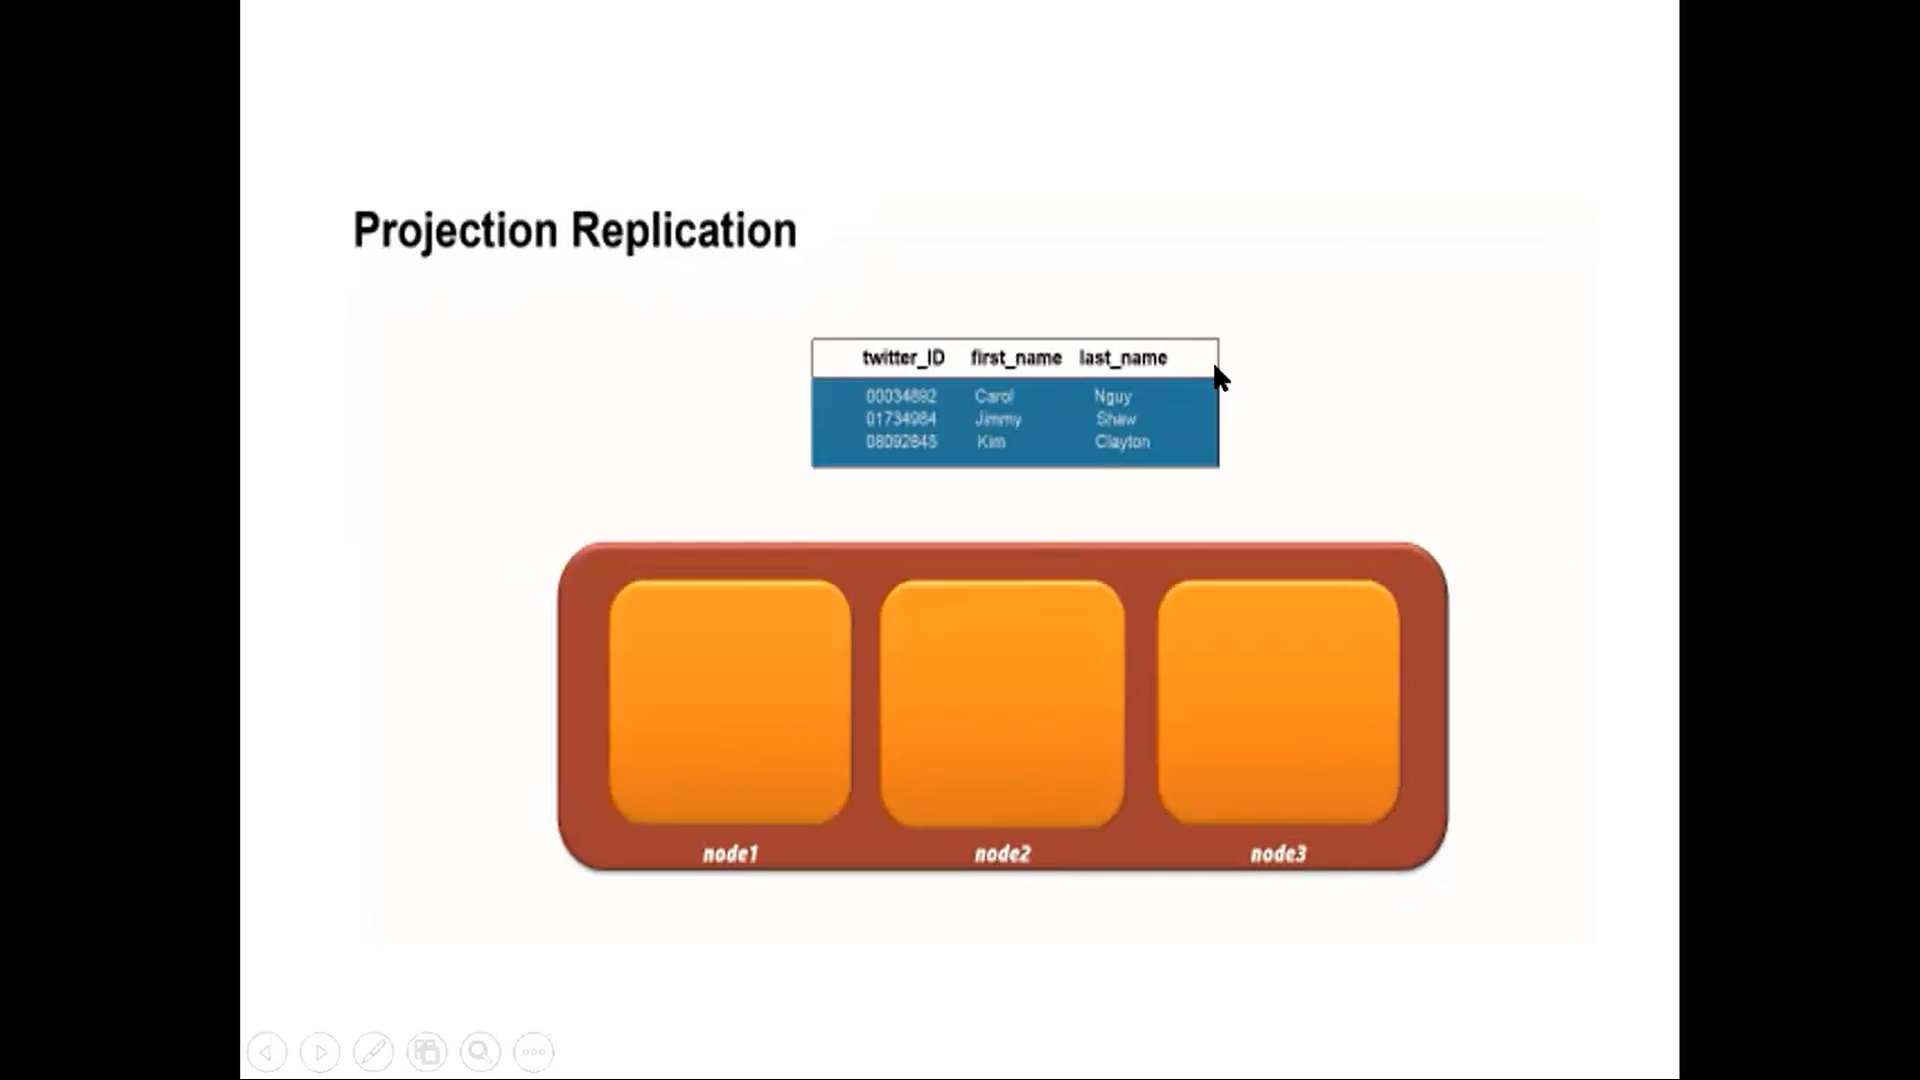 Projection Replication
twitter_ID first_name last_name
00034892 Carol Nguy
01734984 Jimmy Shaw
08092845 Kim Clayton
node1 node2 node3